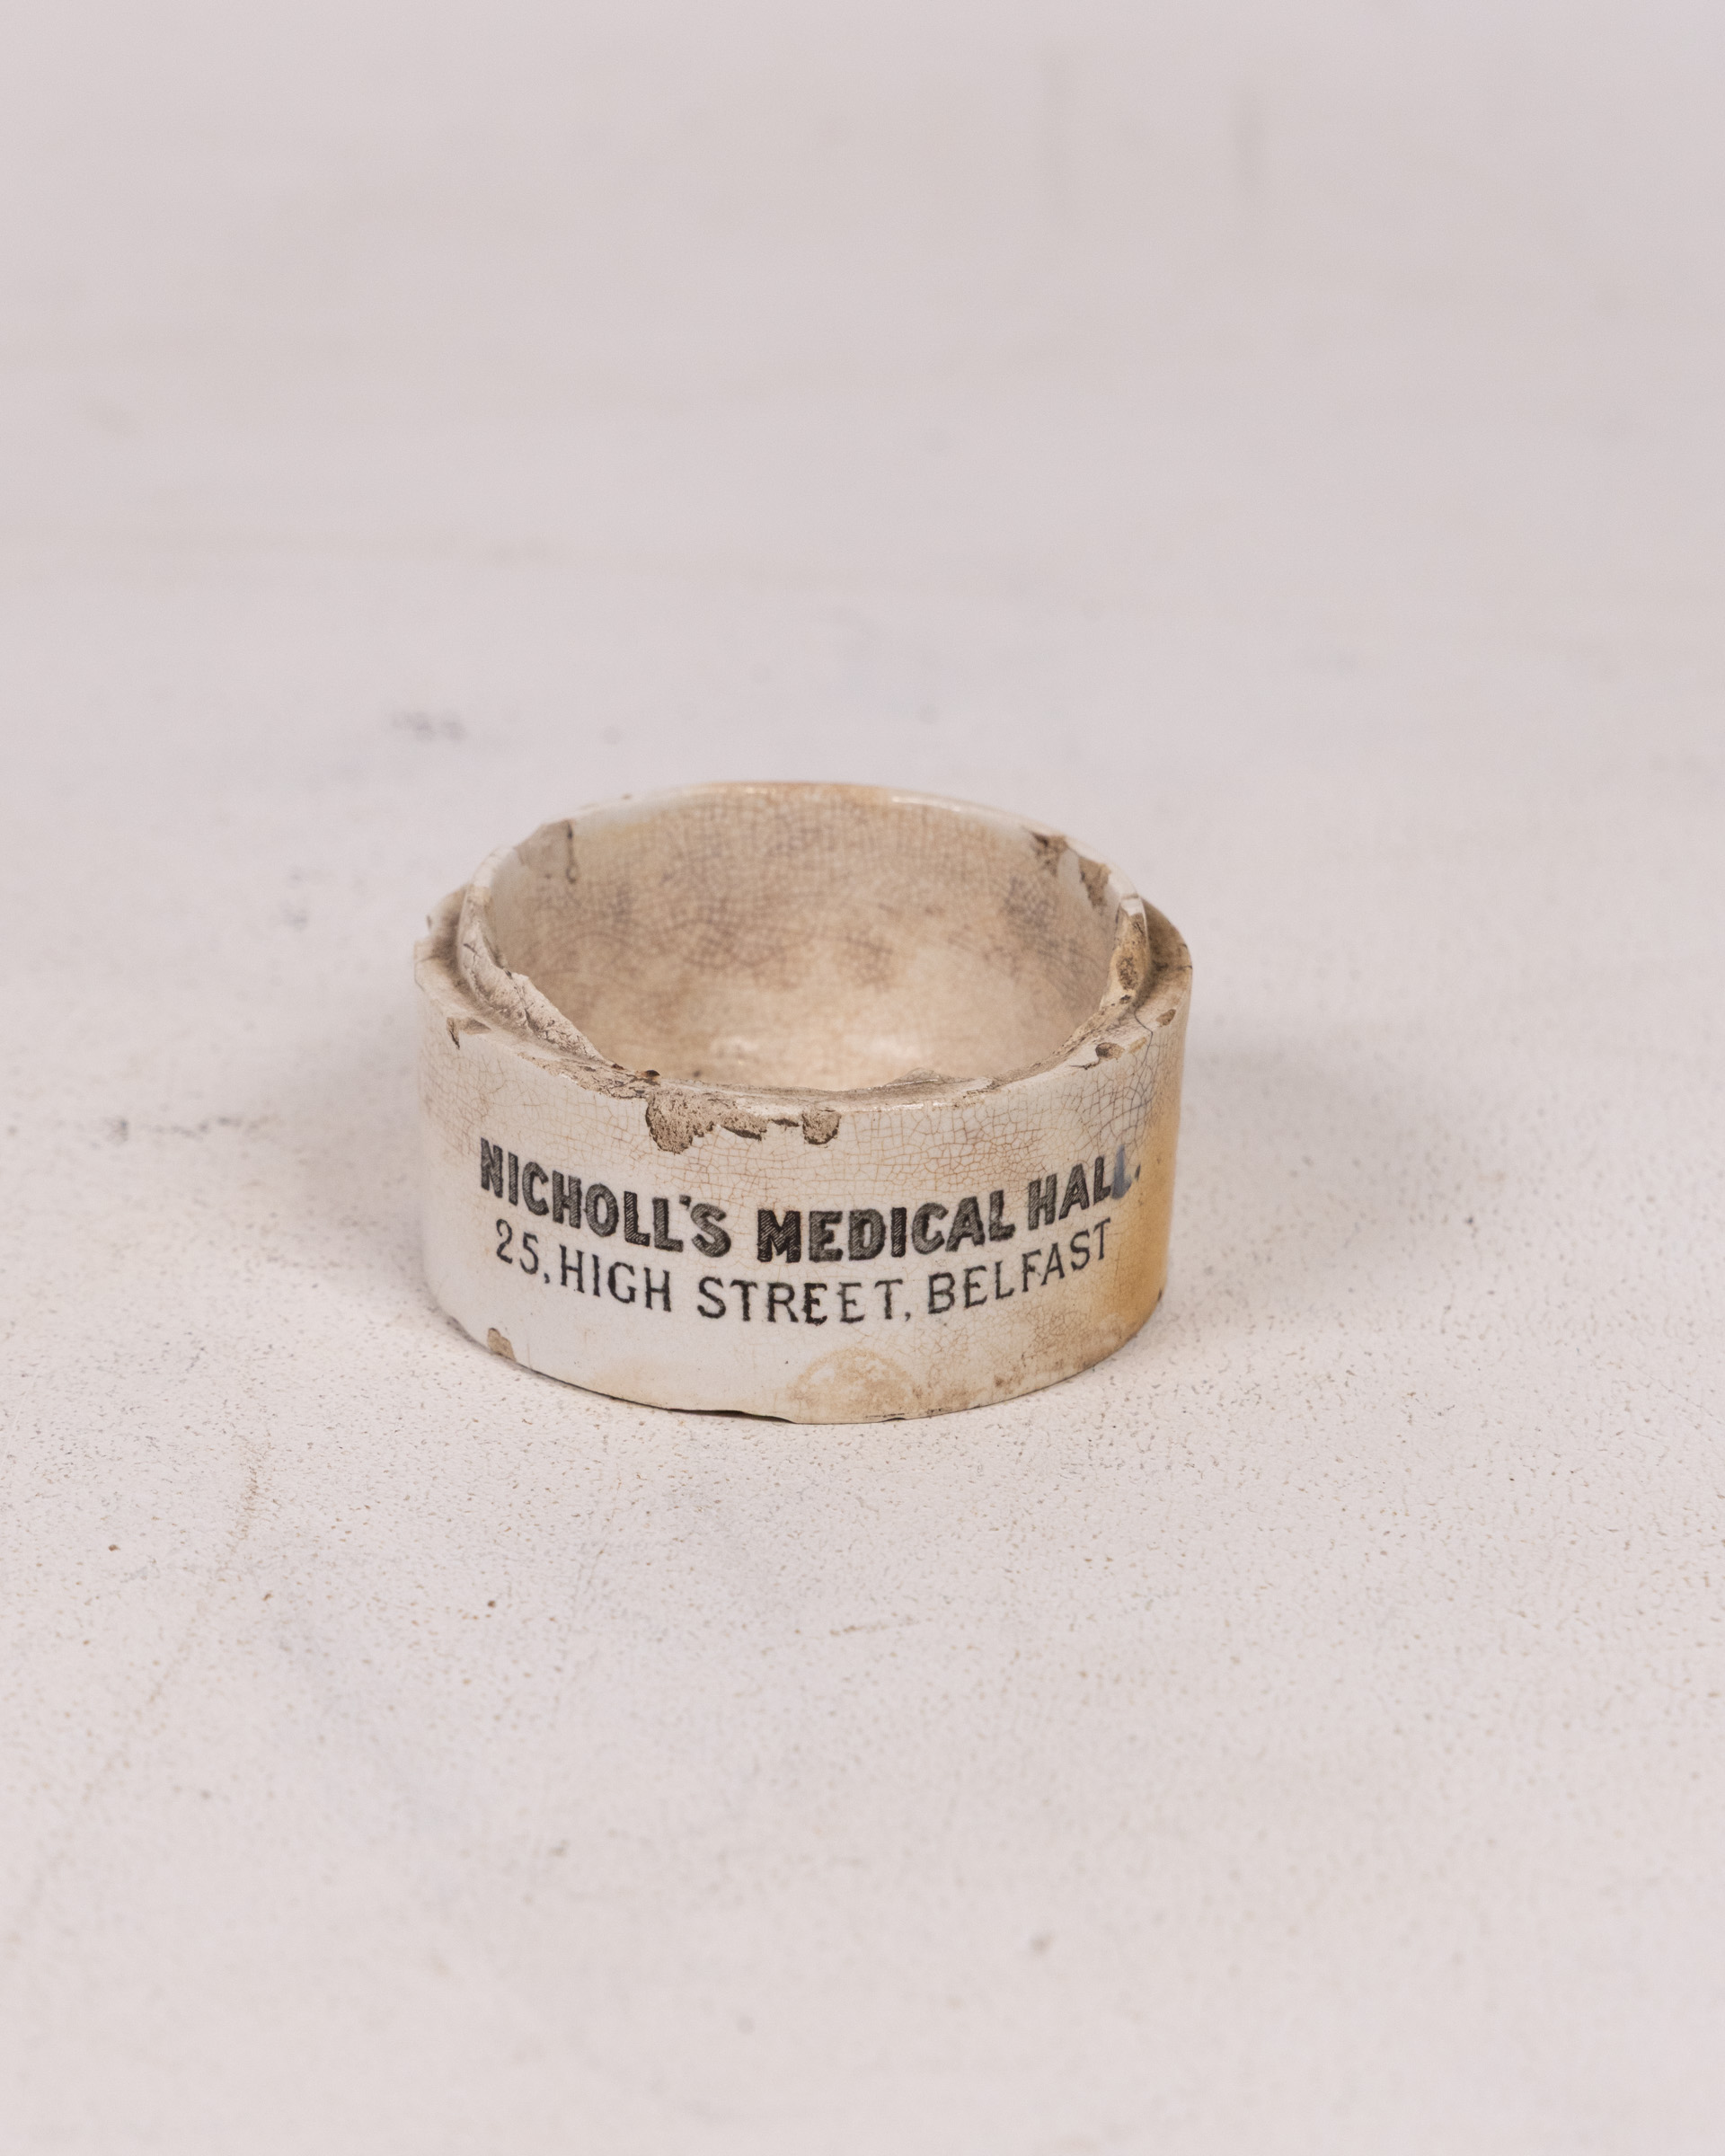 NICHOLL'S MEDICAL HALL.
25, HIGH STREET, BELFAST